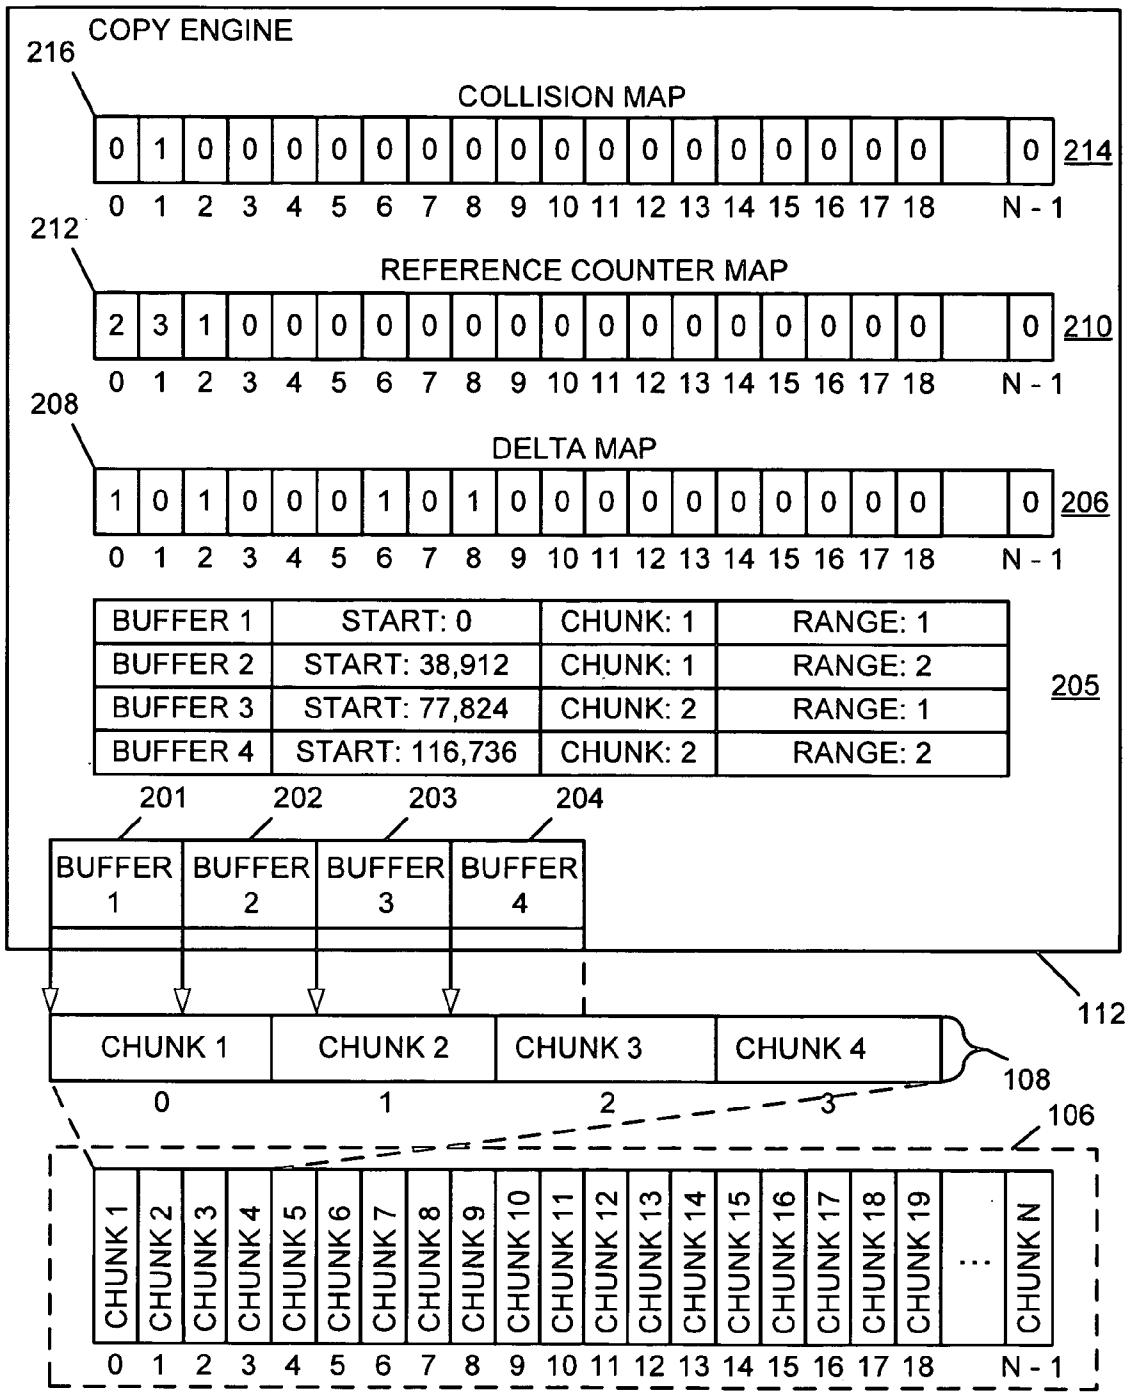 COPY ENGINE
216
COLLISION MAP
0 1 0 0 0 0 0 0 0 0 0 0 0 0 0 0 0 0 0 0 214
0 1 2 3 4 5 6 7 8 9 10 11 12 13 14 15 16 17 18 N - 1
212
REFERENCE COUNTER MAP
2 3 1 0 0 0 0 0 0 0 0 0 0 0 0 0 0 0 0 0 210
0 1 2 3 4 5 6 7 8 9 10 11 12 13 14 15 16 17 18 N - 1
208
DELTA MAP
1 0 1 0 0 0 1 0 1 0 0 0 0 0 0 0 0 0 0 0 206
0 1 2 3 4 5 6 7 8 9 10 11 12 13 14 15 16 17 18 N - 1
BUFFER 1 START: 0 CHUNK: 1 RANGE: 1
BUFFER 2 START: 38,912 CHUNK: 1 RANGE: 2
BUFFER 3 START: 77,824 CHUNK: 2 RANGE: 1
BUFFER 4 START: 116,736 CHUNK: 2 RANGE: 2
205
201 202 203 204
BUFFER 1
BUFFER 2
BUFFER 3
BUFFER 4
112
CHUNK 1 CHUNK 2 CHUNK 3 CHUNK 4
108
0 1 2 3
106
CHUNK 1
CHUNK 2
CHUNK 3
CHUNK 4
CHUNK 5
CHUNK 6
CHUNK 7
CHUNK 8
CHUNK 9
CHUNK 10
CHUNK 11
CHUNK 12
CHUNK 13
CHUNK 14
CHUNK 15
CHUNK 16
CHUNK 17
CHUNK 18
CHUNK 19
...
CHUNK N
0 1 2 3 4 5 6 7 8 9 10 11 12 13 14 15 16 17 18 N - 1